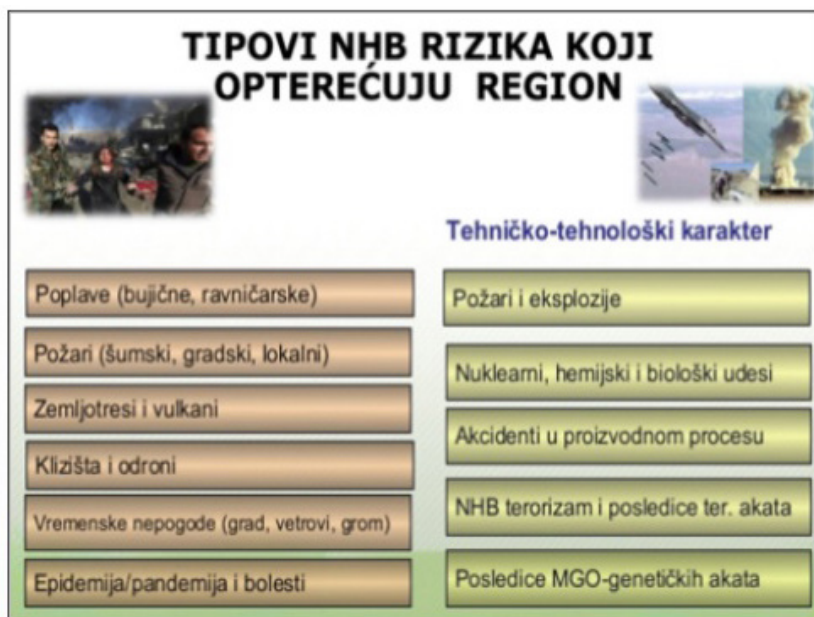 TIPOVI NHB RIZIKA KOJI
OPTEREĆUJU REGION
Tehničko-tehnološki karakter
Poplave (bujične, ravničarske)
Požari (šumski, gradski, lokalni)
Zemljotresi i vulkani
Klizišta i odroni
Vremenske nepogode (grad, vetrovi, grom)
Epidemija/pandemija i bolesti
Požari i eksplozije
Nuklearni, hemijski i biološki udesi
Akcidenti u proizvodnom procesu
NHB terorizam i posledice ter. akata
Posledice MGO-genetičkih akata